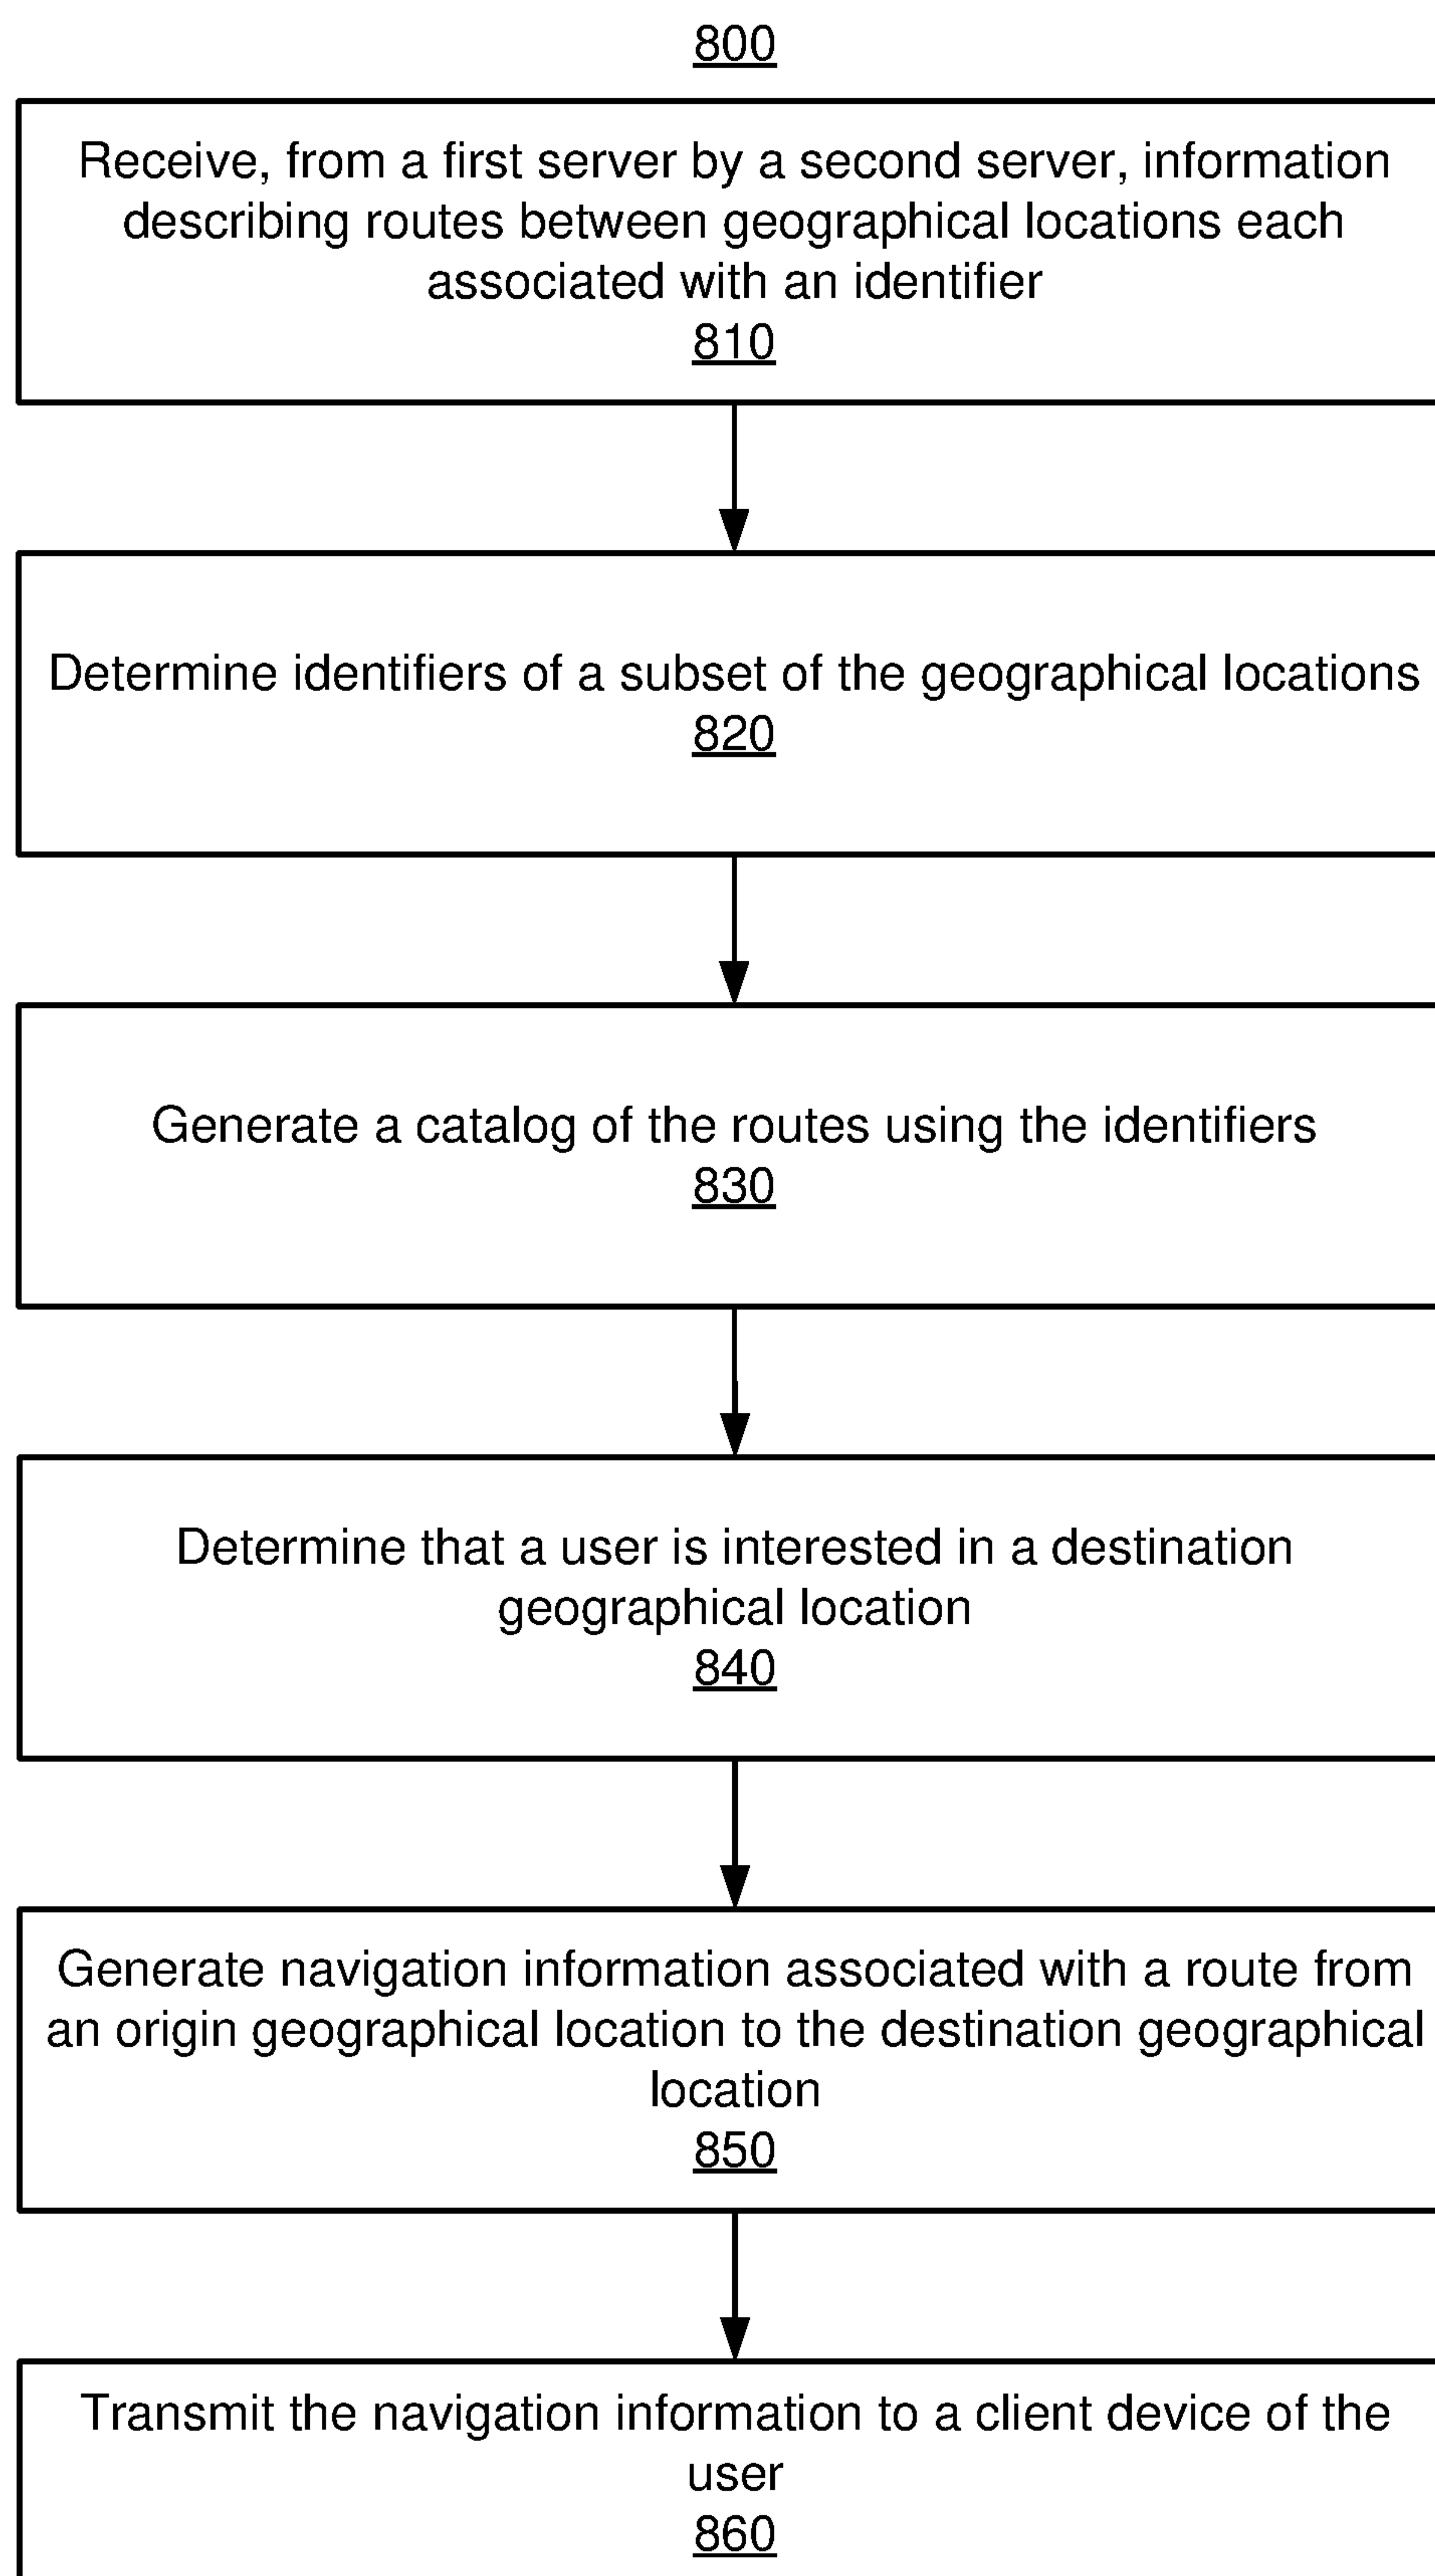 800
Receive, from a first server by a second server, information
describing routes between geographical locations each
associated with an identifier
810
Determine identifiers of a subset of the geographical locations
820
Generate a catalog of the routes using the identifiers
830
Determine that a user is interested in a destination
geographical location
840
Generate navigation information associated with a route from
an origin geographical location to the destination geographical
location
850
Transmit the navigation information to a client device of the
user
860